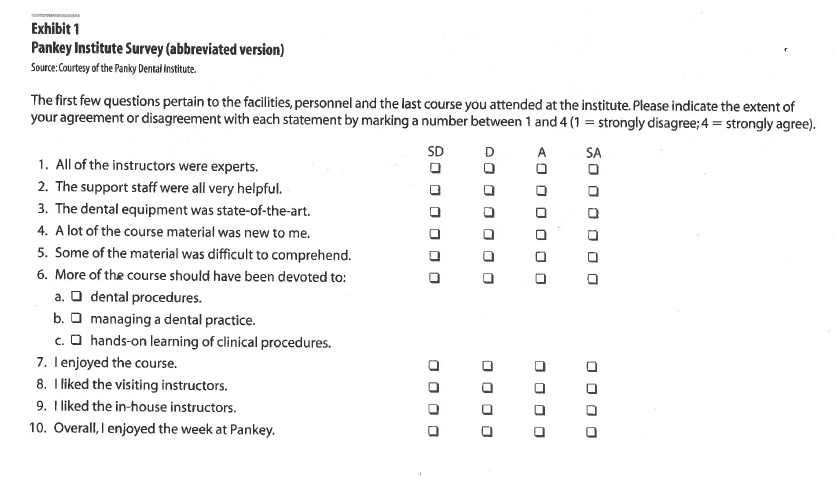 Exhibit 1
Pankey Institute Survey (abbreviated version)
Source: Courtesy of the Panky Dental Institute.
The first few questions pertain to the facilities, personnel and the last course you attended at the institute. Please indicate the extent of
your agreement or disagreement with each statement by marking a number between 1 and 4 (1 = strongly disagree; 4 = strongly agree).
SD D A SA
1. All of the instructors were experts. ☐ ☐ ☐ ☐
2. The support staff were all very helpful. ☐ ☐ ☐ ☐
3. The dental equipment was state-of-the-art. ☐ ☐ ☐ ☐
4. A lot of the course material was new to me. ☐ ☐ ☐ ☐
5. Some of the material was difficult to comprehend. ☐ ☐ ☐ ☐
6. More of the course should have been devoted to: ☐ ☐ ☐ ☐
a. ☐ dental procedures.
b. ☐ managing a dental practice.
c. ☐ hands-on learning of clinical procedures.
7. I enjoyed the course. ☐ ☐ ☐ ☐
8. I liked the visiting instructors. ☐ ☐ ☐ ☐
9. I liked the in-house instructors. ☐ ☐ ☐ ☐
10. Overall, I enjoyed the week at Pankey. ☐ ☐ ☐ ☐